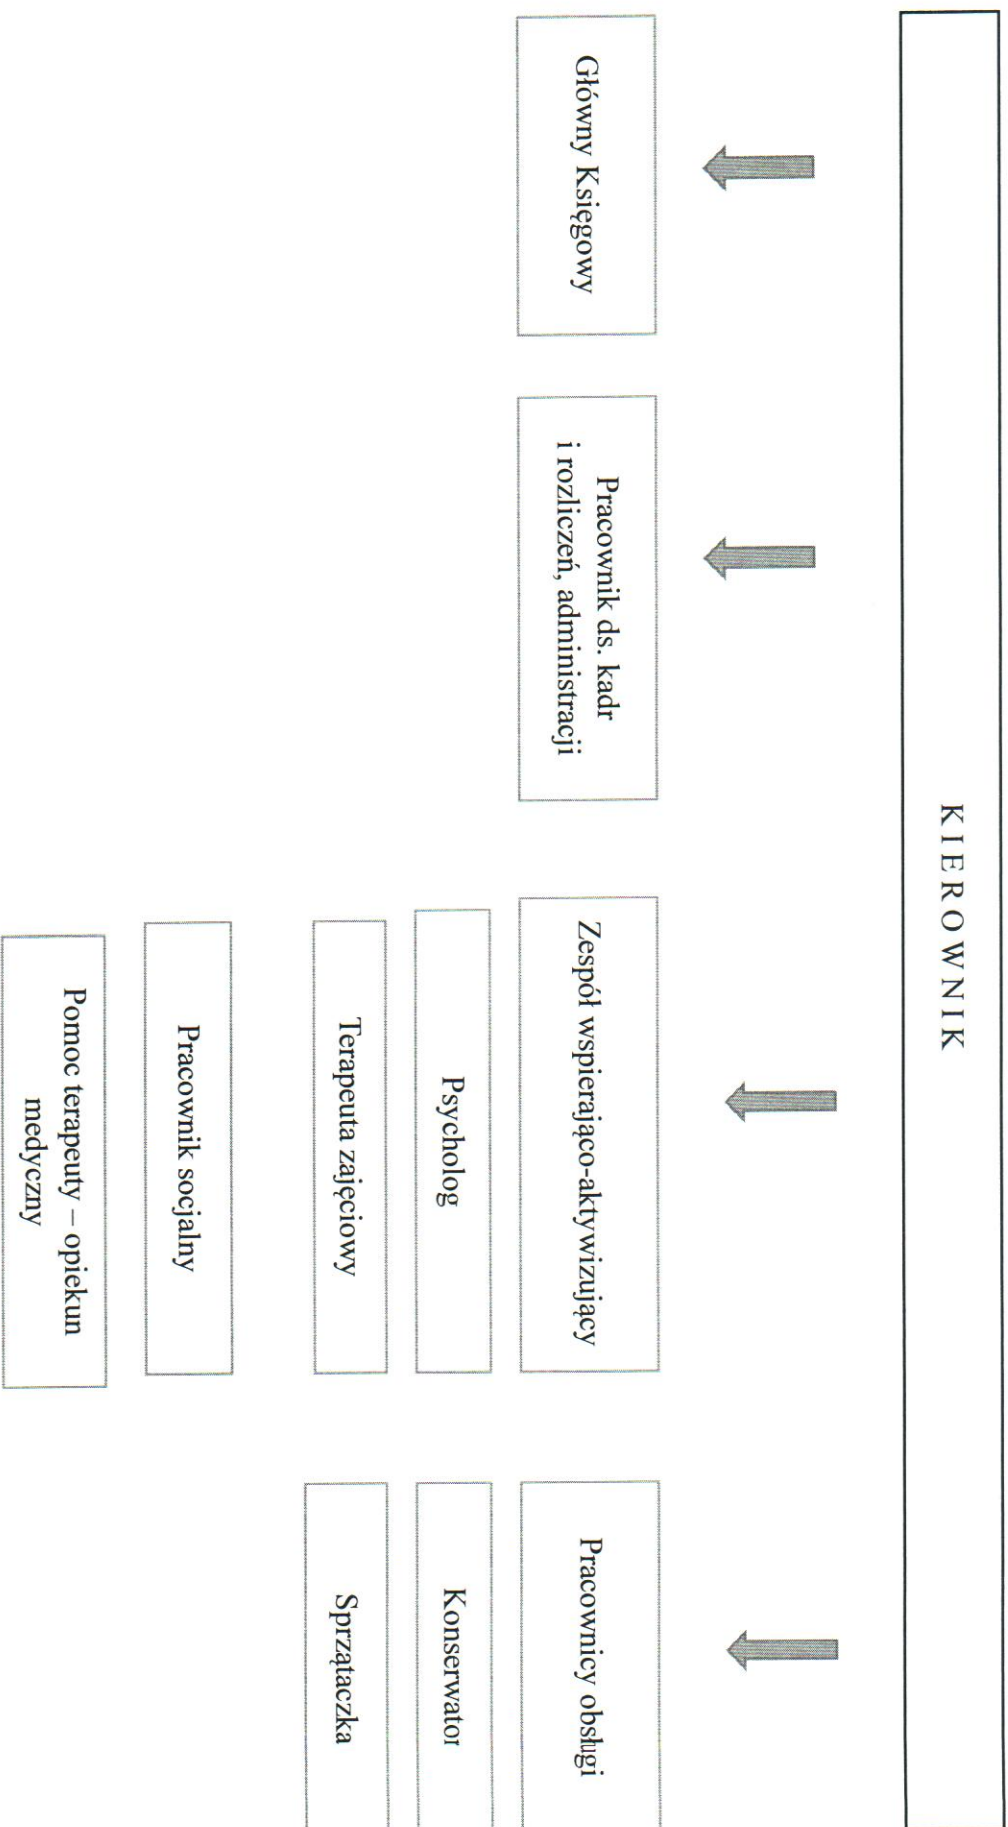 K I E R O W N I K
Główny Księgowy
Pracownik ds. kadr
i rozliczeń, administracji
Zespół wspierająco-aktywizujący
Psycholog
Terapeuta zajęciowy
Pracownik socjalny
Pomoc terapeuty – opiekun
medyczny
Pracownicy obsługi
Konserwator
Sprzątaczka